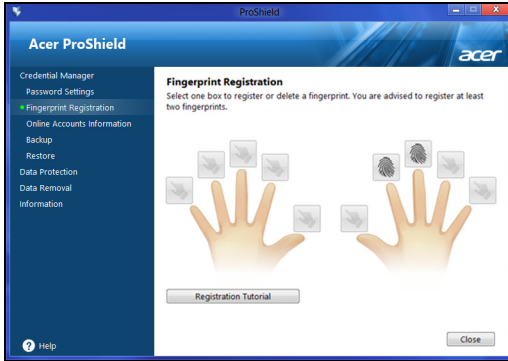 ProShield
Acer ProShield
acer
Credential Manager
Password Settings
Fingerprint Registration
Online Accounts Information
Backup
Restore
Data Protection
Data Removal
Information
Fingerprint Registration
Select one box to register or delete a fingerprint. You are advised to register at least
two fingerprints.
Registration Tutorial
? Help
Close